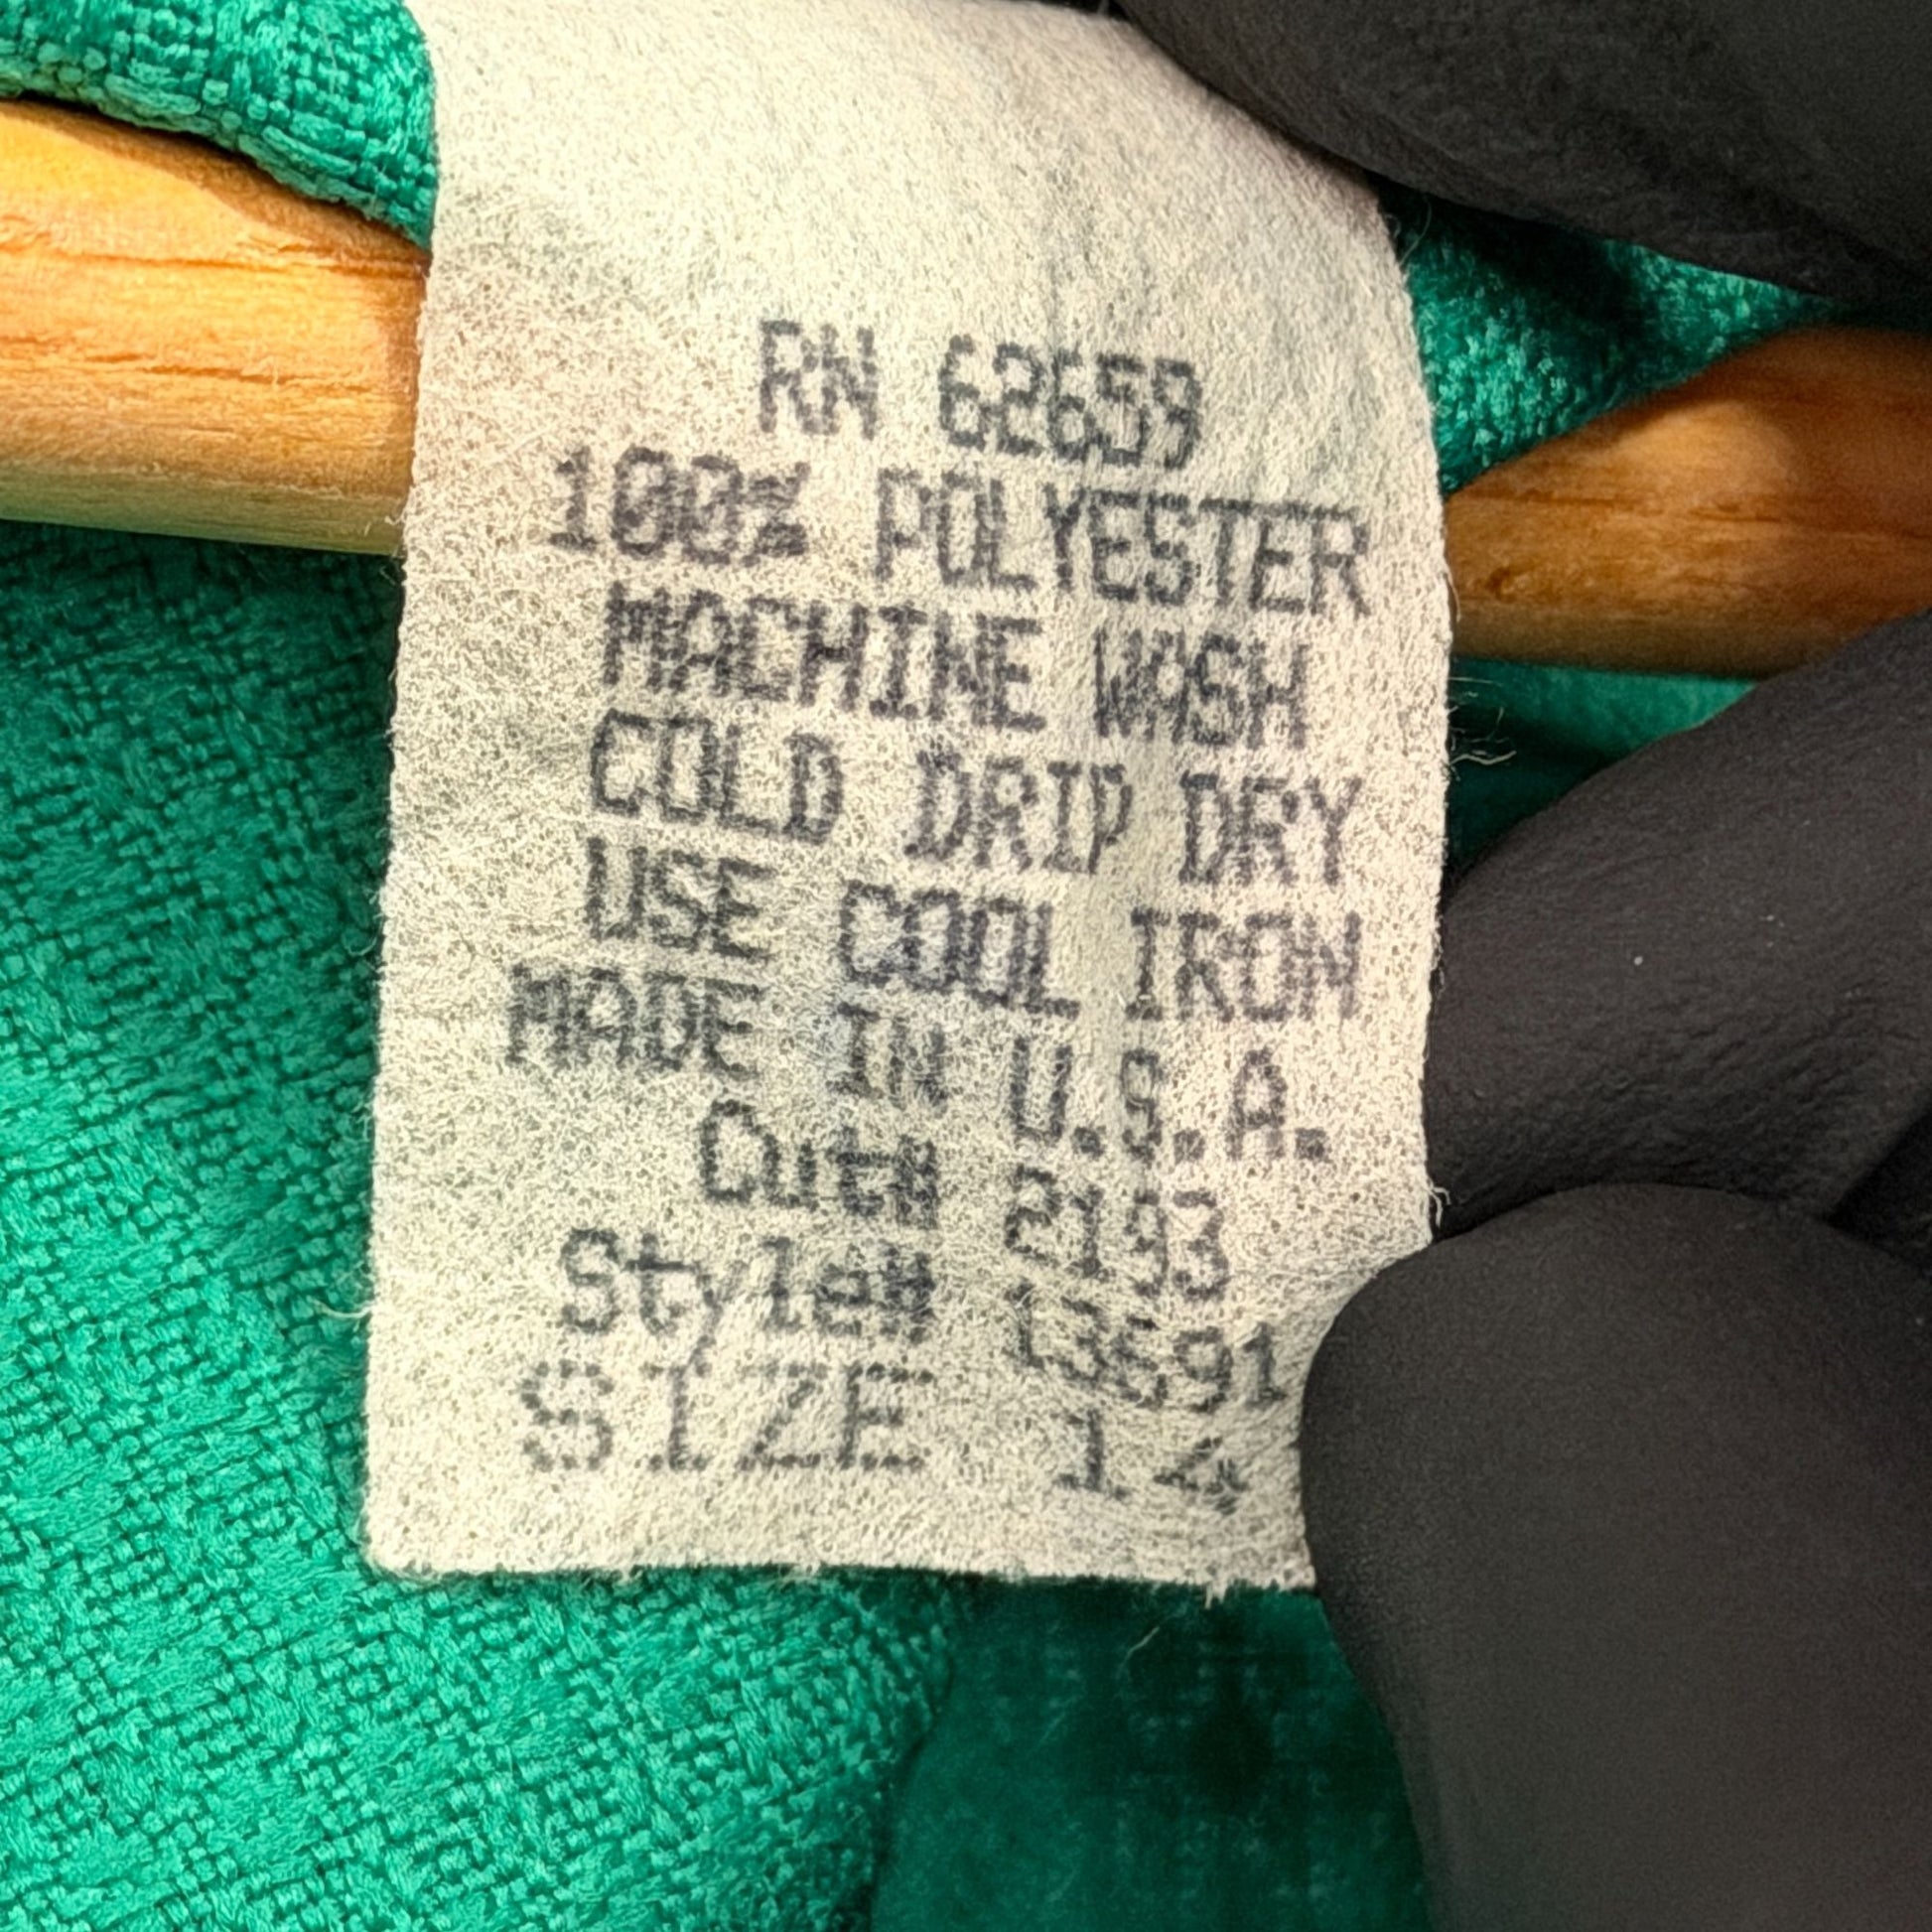 RN 62659
100% POLYESTER
MACHINE WASH
COLD DRIP DRY
USE COOL IRON
MADE IN U.S.A.
Cut# 2193
Style# 13691
SIZE 14